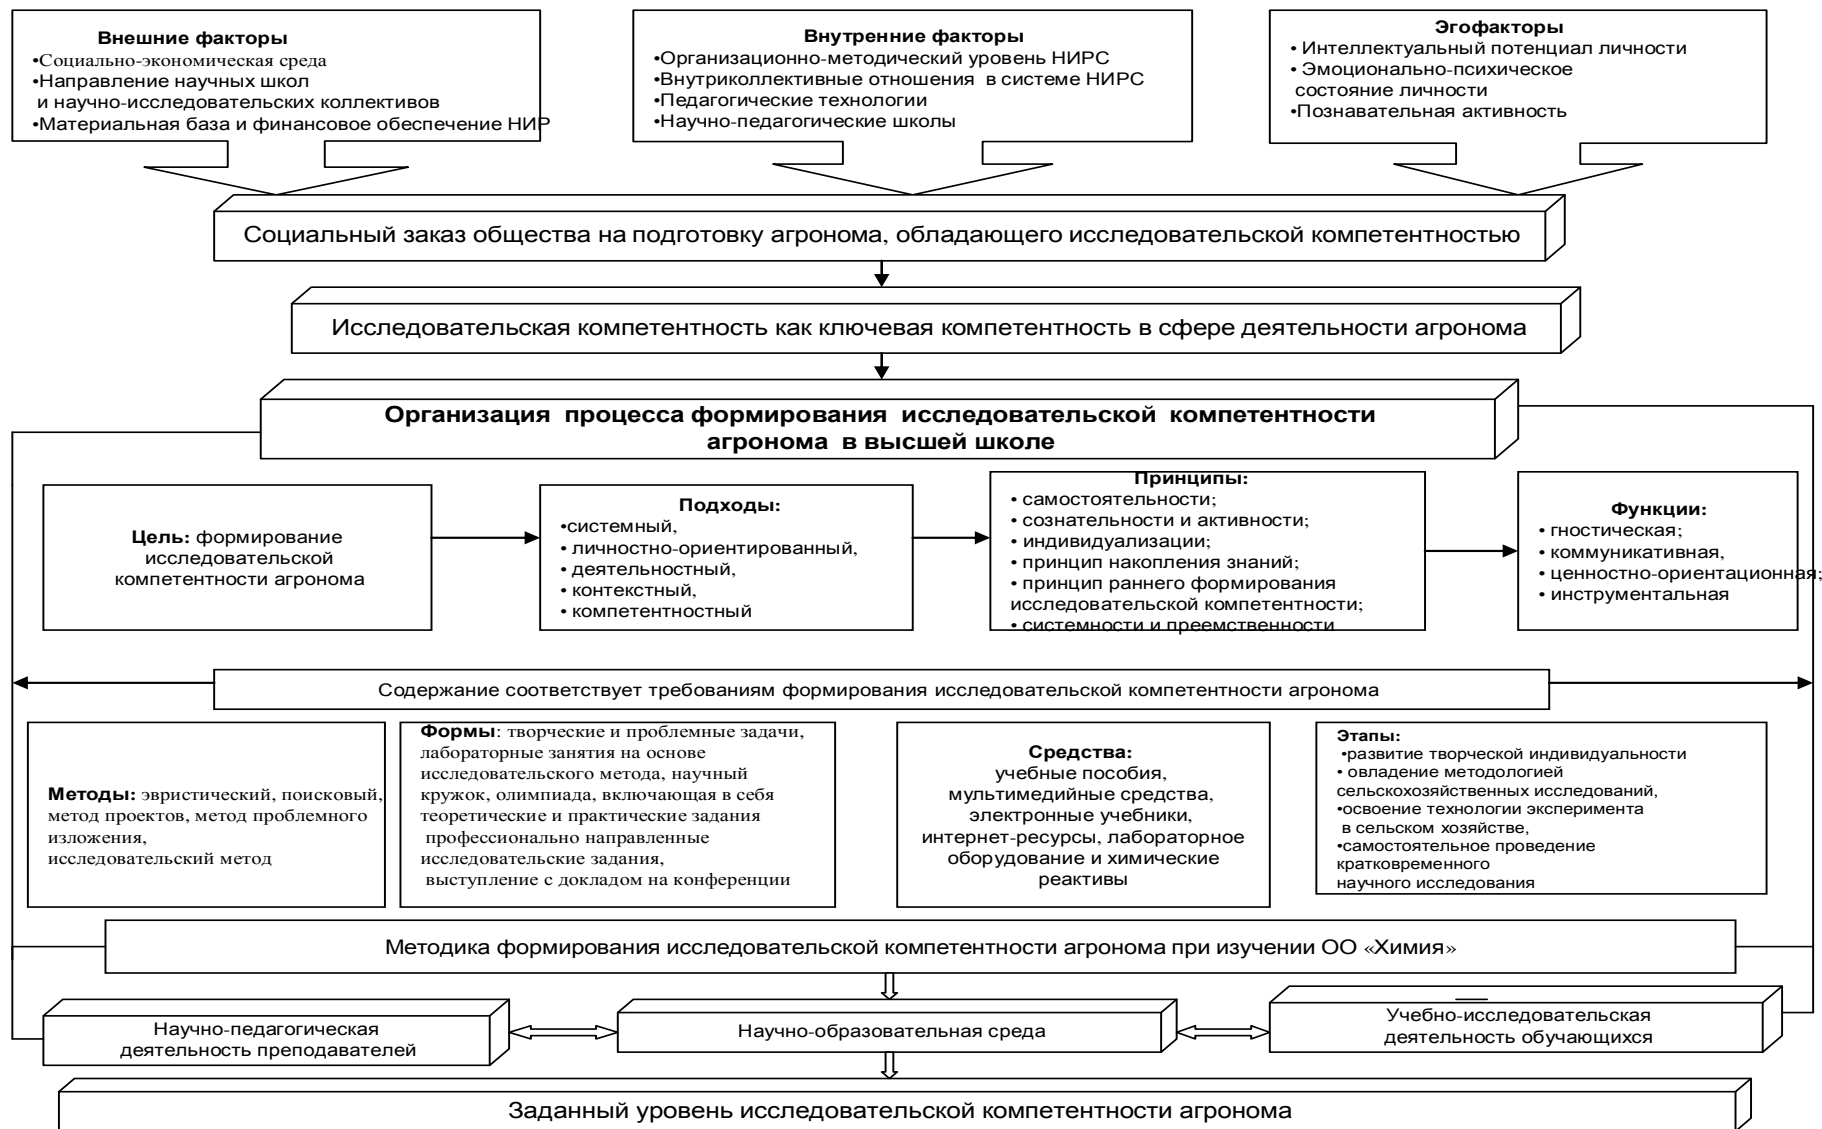 Внешние факторы
•Социально-экономическая среда
•Направление научных школ
и научно-исследовательских коллективов
•Материальная база и финансовое обеспечение НИР
Внутренние факторы
•Организационно-методический уровень НИРС
•Внутриколлективные отношения в системе НИРС
•Педагогические технологии
•Научно-педагогические школы
Эгофакторы
• Интеллектуальный потенциал личности
• Эмоционально-психическое
состояние личности
•Познавательная активность
Социальный заказ общества на подготовку агронома, обладающего исследовательской компетентностью
Исследовательская компетентность как ключевая компетентность в сфере деятельности агронома
Организация процесса формирования исследовательской компетентности
агронома в высшей школе
Цель: формирование
исследовательской
компетентности агронома
Подходы:
•системный,
• личностно-ориентированный,
• деятельностный,
• контекстный,
• компетентностный
Принципы:
• самостоятельности;
• сознательности и активности;
• индивидуализации;
• принцип накопления знаний;
• принцип раннего формирования
исследовательской компетентности;
• системности и преемственности
Функции:
• гностическая;
• коммуникативная,
• ценностно-ориентационная;
• инструментальная
Содержание соответствует требованиям формирования исследовательской компетентности агронома
Методы: эвристический, поисковый,
метод проектов, метод проблемного
изложения,
исследовательский метод
Формы: творческие и проблемные задачи,
лабораторные занятия на основе
исследовательского метода, научный
кружок, олимпиада, включающая в себя
теоретические и практические задания
профессионально направленные
исследовательские задания,
выступление с докладом на конференции
Средства:
учебные пособия,
мультимедийные средства,
электронные учебники,
интернет-ресурсы, лабораторное
оборудование и химические
реактивы
Этапы:
•развитие творческой индивидуальности
• овладение методологией
сельскохозяйственных исследований,
•освоение технологии эксперимента
в сельском хозяйстве,
•самостоятельное проведение
кратковременного
научного исследования
Методика формирования исследовательской компетентности агронома при изучении ОО «Химия»
Научно-педагогическая
деятельность преподавателей
Научно-образовательная среда
Учебно-исследовательская
деятельность обучающихся
Заданный уровень исследовательской компетентности агронома